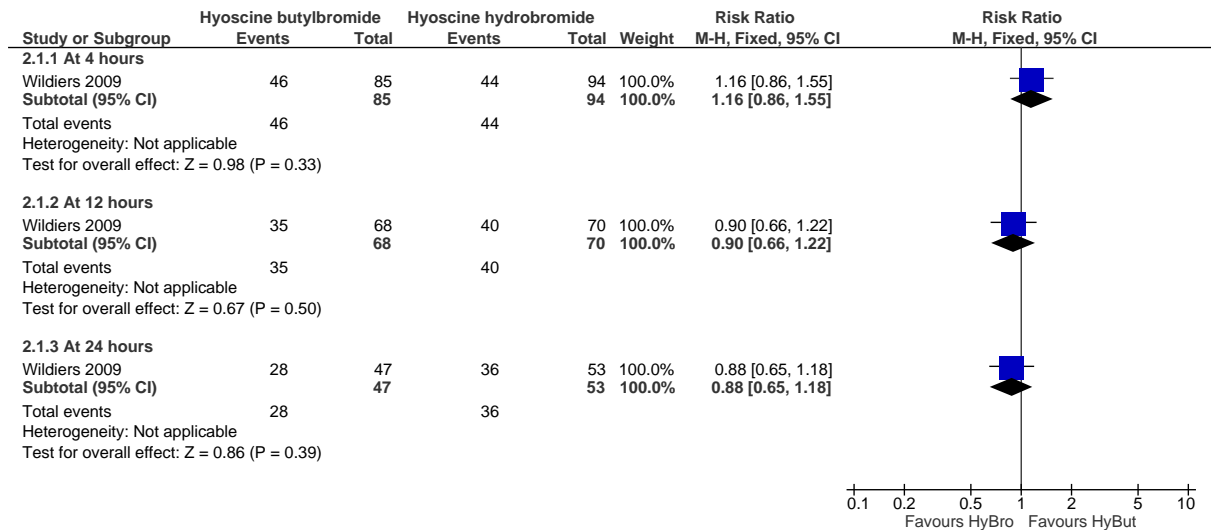 Hyoscine butylbromide Hyoscine hydrobromide Risk Ratio Risk Ratio
Study or Subgroup Events Total Events Total Weight M-H, Fixed, 95% CI M-H, Fixed, 95% CI
2.1.1 At 4 hours
Wildiers 2009 46 85 44 94 100.0% 1.16 [0.86, 1.55]
Subtotal (95% CI) 85 94 100.0% 1.16 [0.86, 1.55]
Total events 46 44
Heterogeneity: Not applicable
Test for overall effect: Z = 0.98 (P = 0.33)
2.1.2 At 12 hours
Wildiers 2009 35 68 40 70 100.0% 0.90 [0.66, 1.22]
Subtotal (95% CI) 68 70 100.0% 0.90 [0.66, 1.22]
Total events 35 40
Heterogeneity: Not applicable
Test for overall effect: Z = 0.67 (P = 0.50)
2.1.3 At 24 hours
Wildiers 2009 28 47 36 53 100.0% 0.88 [0.65, 1.18]
Subtotal (95% CI) 47 53 100.0% 0.88 [0.65, 1.18]
Total events 28 36
Heterogeneity: Not applicable
Test for overall effect: Z = 0.86 (P = 0.39)
0.1 0.2 0.5 1 2 5 10
Favours HyBro Favours HyBut